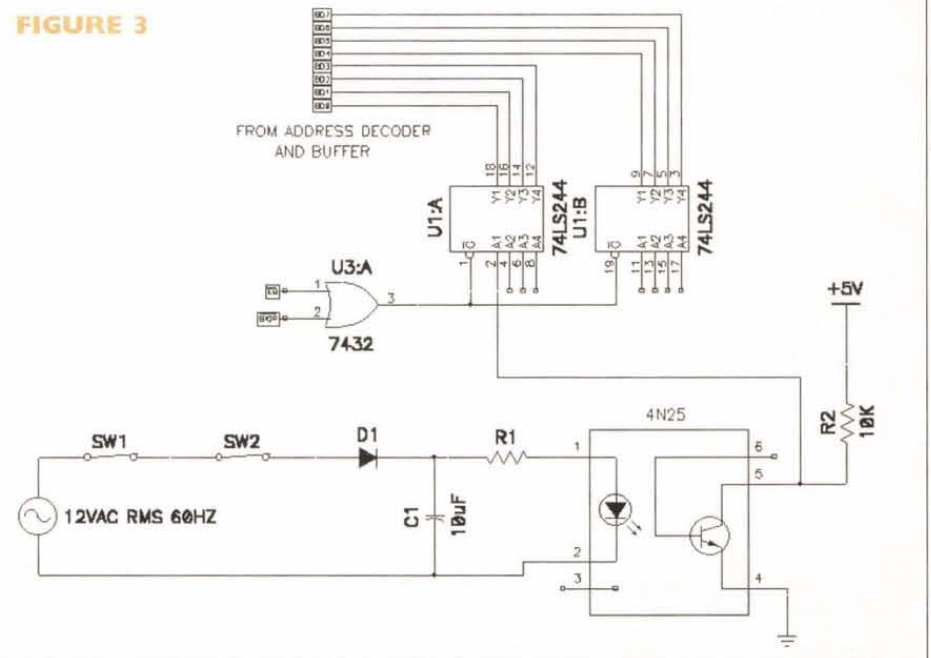 FIGURE 3
BD7
BD6
BD5
BD4
BD3
BD2
BD1
BD0
FROM ADDRESS DECODER
AND BUFFER
18 16 14 12
Y1 Y2 Y3 Y4
U1:A
74LS244
A1 A2 A3 A4
1 2 4 6 8
9 7 5 3
Y1 Y2 Y3 Y4
U1:B
74LS244
A1 A2 A3 A4
19 11 13 15 17
U3:A
1
2
3
7432
+5V
R2
10K
SW1
SW2
D1
R1
12VAC RMS 60HZ
C1
10uF
4N25
1
2
3
6
5
4